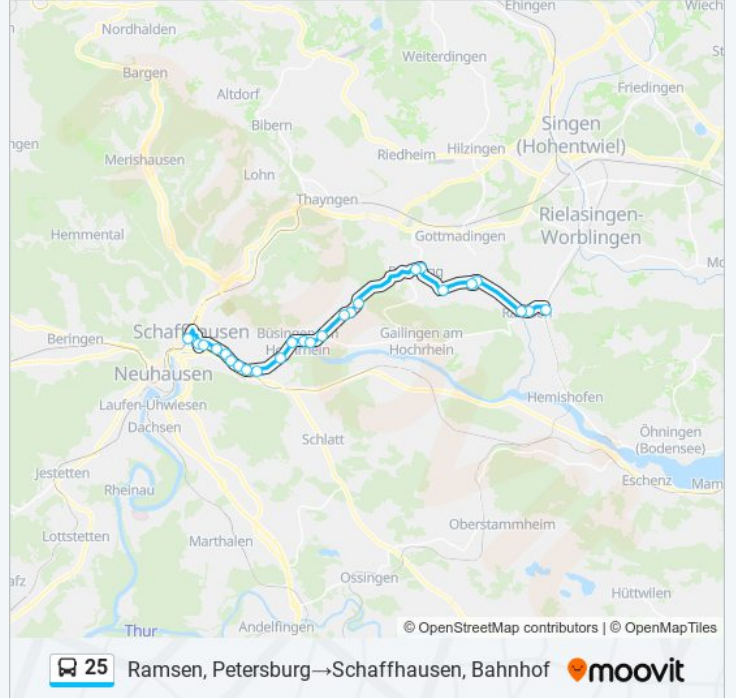 Ehingen
Wiech
Nordhalden
Weiterdingen
Bargen
Altdorf
Friedingen
Bibern
Singen
(Hohentwiel)
Merishausen
Riedheim
Hilzingen
Lohn
Thayngen
Rielasingen-
Worblingen
Hemmental
Gottmadingen
Schaffhausen
Beringen
Gailingen am
Hochrhein
Neuhausen
Hemishofen
Laufen-Uhwiesen
Dachsen
Öhningen
(Bodensee)
Schlatt
Jestetten
Eschenz
Mam
Rheinau
Oberstammheim
Lottstetten
Marthalen
Ossingen
Hüttwilen
Thur
Andelfingen
© OpenStreetMap contributors | © OpenMapTiles
25 Ramsen, Petersburg→Schaffhausen, Bahnhof moovit